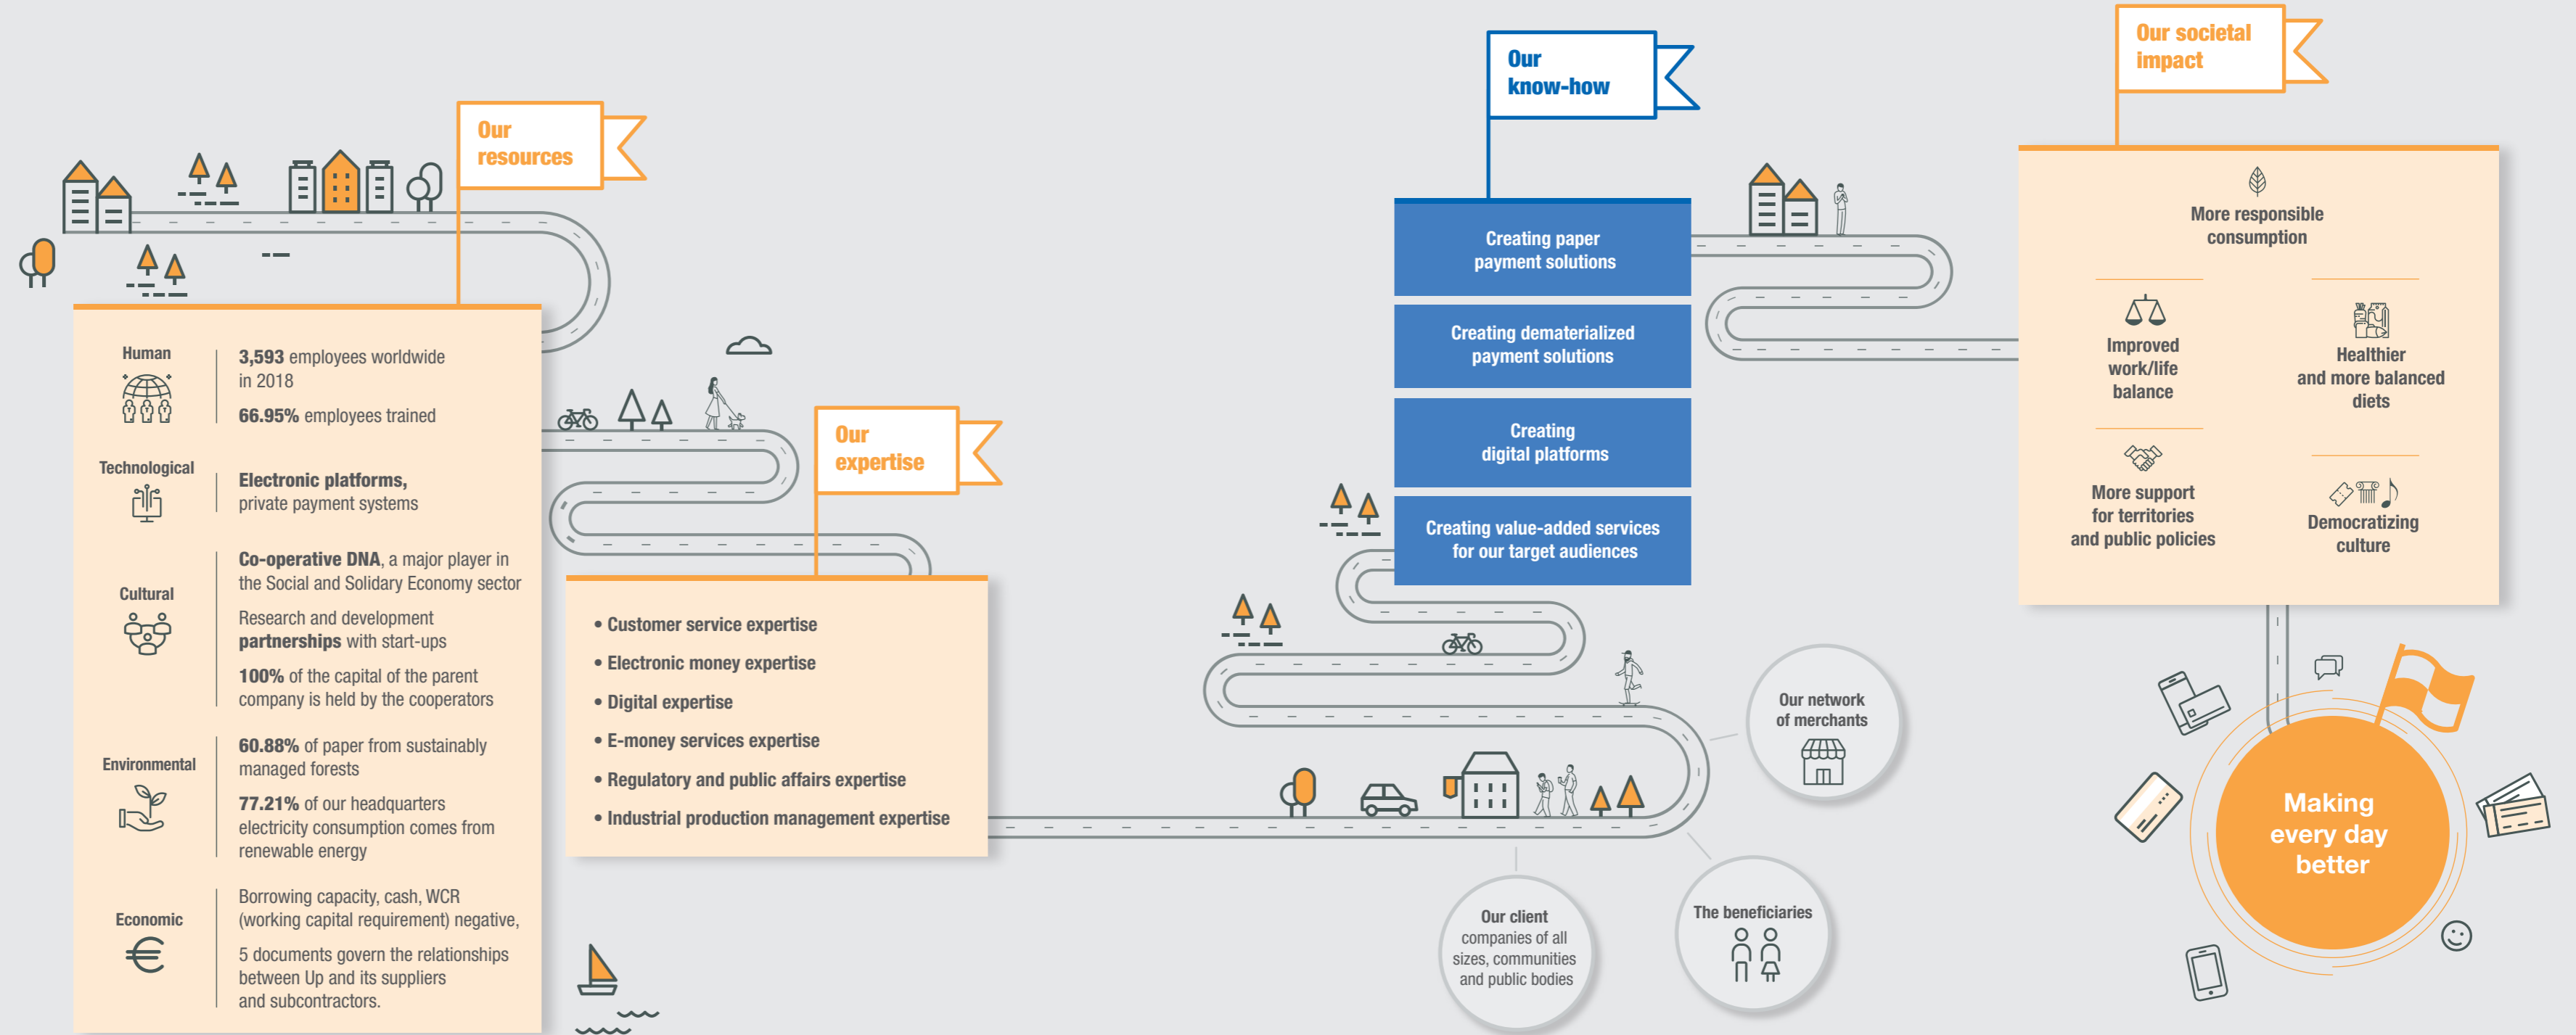 Our
resources
Human
3,593 employees worldwide
in 2018
66.95% employees trained
Technological
Electronic platforms,
private payment systems
Cultural
Co-operative DNA, a major player in
the Social and Solidary Economy sector
Research and development
partnerships with start-ups
100% of the capital of the parent
company is held by the cooperators
Environmental
60.88% of paper from sustainably
managed forests
77.21% of our headquarters
electricity consumption comes from
renewable energy
Economic
Borrowing capacity, cash, WCR
(working capital requirement) negative,
5 documents govern the relationships
between Up and its suppliers
and subcontractors.
Our
expertise
• Customer service expertise
• Electronic money expertise
• Digital expertise
• E-money services expertise
• Regulatory and public affairs expertise
• Industrial production management expertise
Our
know-how
Creating paper
payment solutions
Creating dematerialized
payment solutions
Creating
digital platforms
Creating value-added services
for our target audiences
Our network
of merchants
The beneficiaries
Our client
companies of all
sizes, communities
and public bodies
Our societal
impact
More responsible
consumption
Improved
work/life
balance
Healthier
and more balanced
diets
More support
for territories
and public policies
Democratizing
culture
Making
every day
better